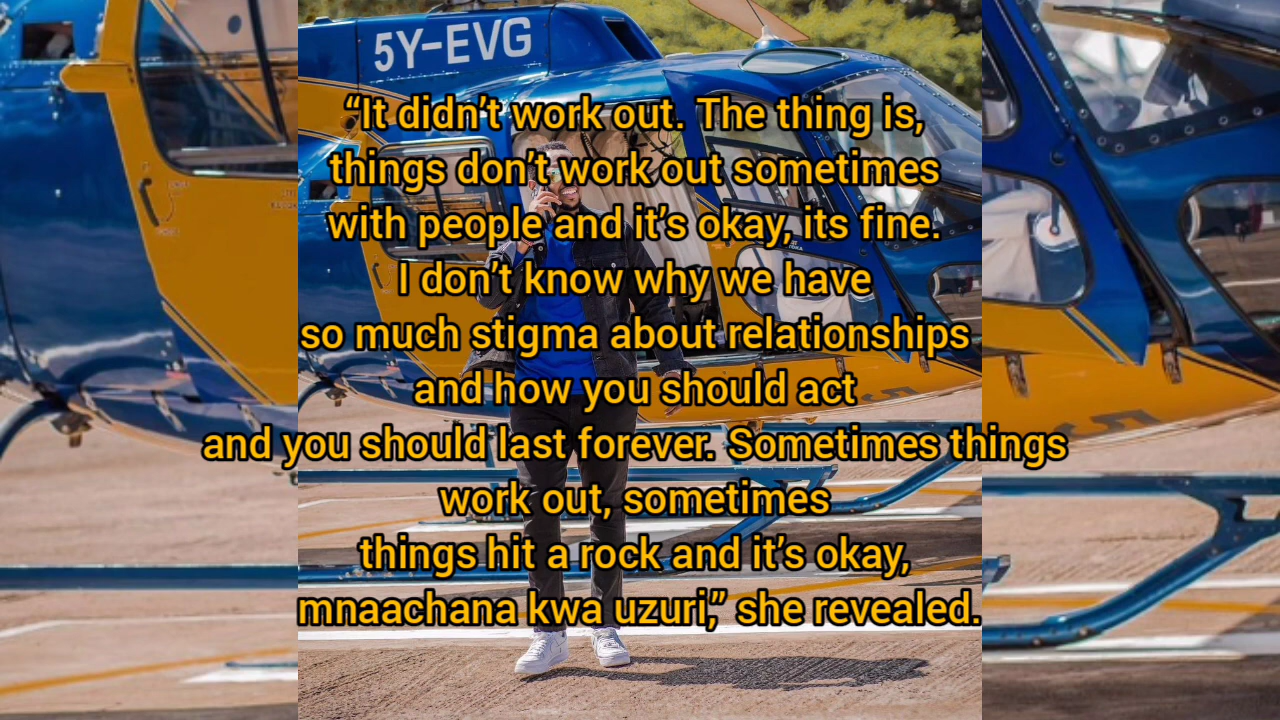 5Y-EVG
“It didn’t work out. The thing is,
things don’t work out sometimes
with people and it’s okay, its fine.
I don’t know why we have
so much stigma about relationships
and how you should act
and you should last forever. Sometimes things
work out, sometimes
things hit a rock and it’s okay,
mnaachana kwa uzuri,” she revealed.